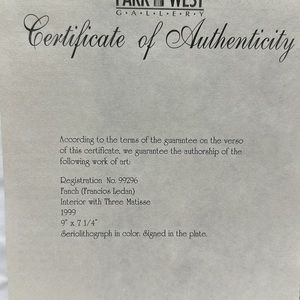 PARK WEST
G·A·L·L·E·R·Y
Certificate of Authenticity
According to the terms of the guarantee on the verso
of this certificate, we guarantee the authorship of the
following work of art:
Registration No. 99296
Fanch (Francios Ledan)
Interior with Three Matisse
1999
9" x 7 1/4"
Seriolithograph in color. Signed in the plate.